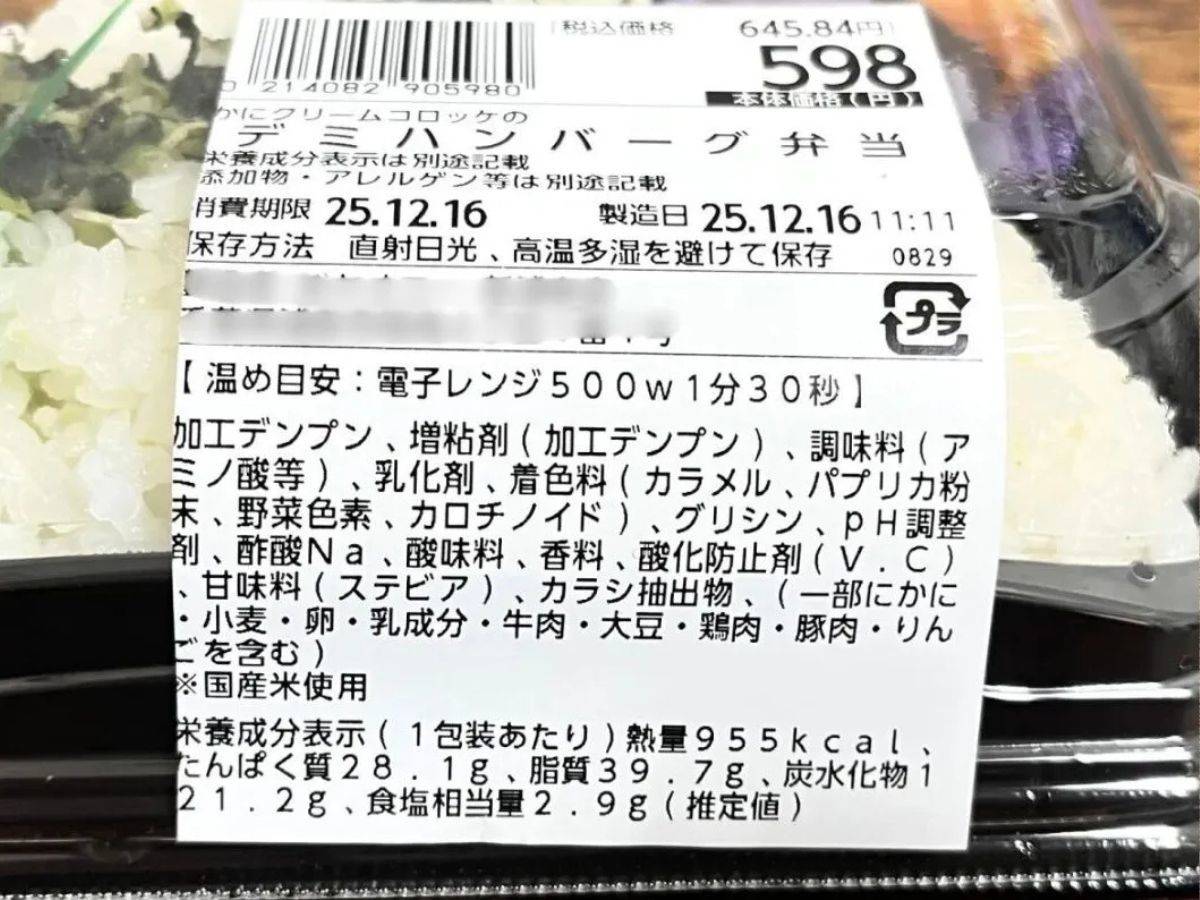 税込価格 645.84円
598
本体価格(円)
0 214082 905980
かにクリームコロッケの
デミハンバーグ弁当
栄養成分表示は別途記載
添加物・アレルゲン等は別途記載
消費期限 25.12.16 製造日 25.12.16 11:11
保存方法 直射日光、高温多湿を避けて保存 0829
プラ
【温め目安:電子レンジ500w1分30秒】
加工デンプン、増粘剤(加工デンプン)、調味料(ア
ミノ酸等)、乳化剤、着色料(カラメル、パプリカ粉
末、野菜色素、カロチノイド)、グリシン、pH調整
剤、酢酸Na、酸味料、香料、酸化防止剤(V.C)
、甘味料(ステビア)、カラシ抽出物、(一部にかに
・小麦・卵・乳成分・牛肉・大豆・鶏肉・豚肉・りん
ごを含む)
※国産米使用
栄養成分表示(1包装あたり)熱量955kcal、
たんぱく質28.1g、脂質39.7g、炭水化物1
21.2g、食塩相当量2.9g(推定値)